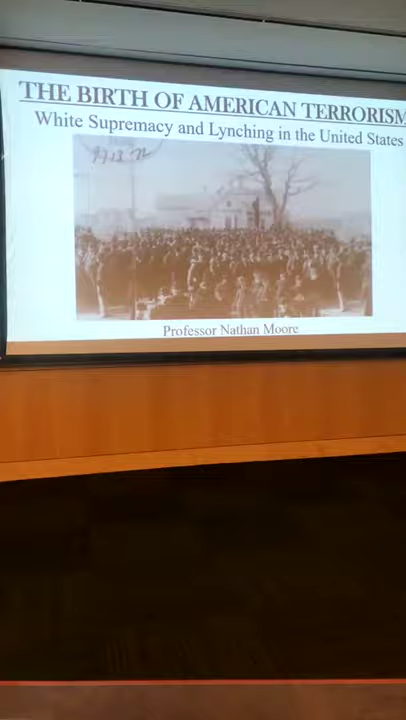 THE BIRTH OF AMERICAN TERRORISM
White Supremacy and Lynching in the United States
Professor Nathan Moore